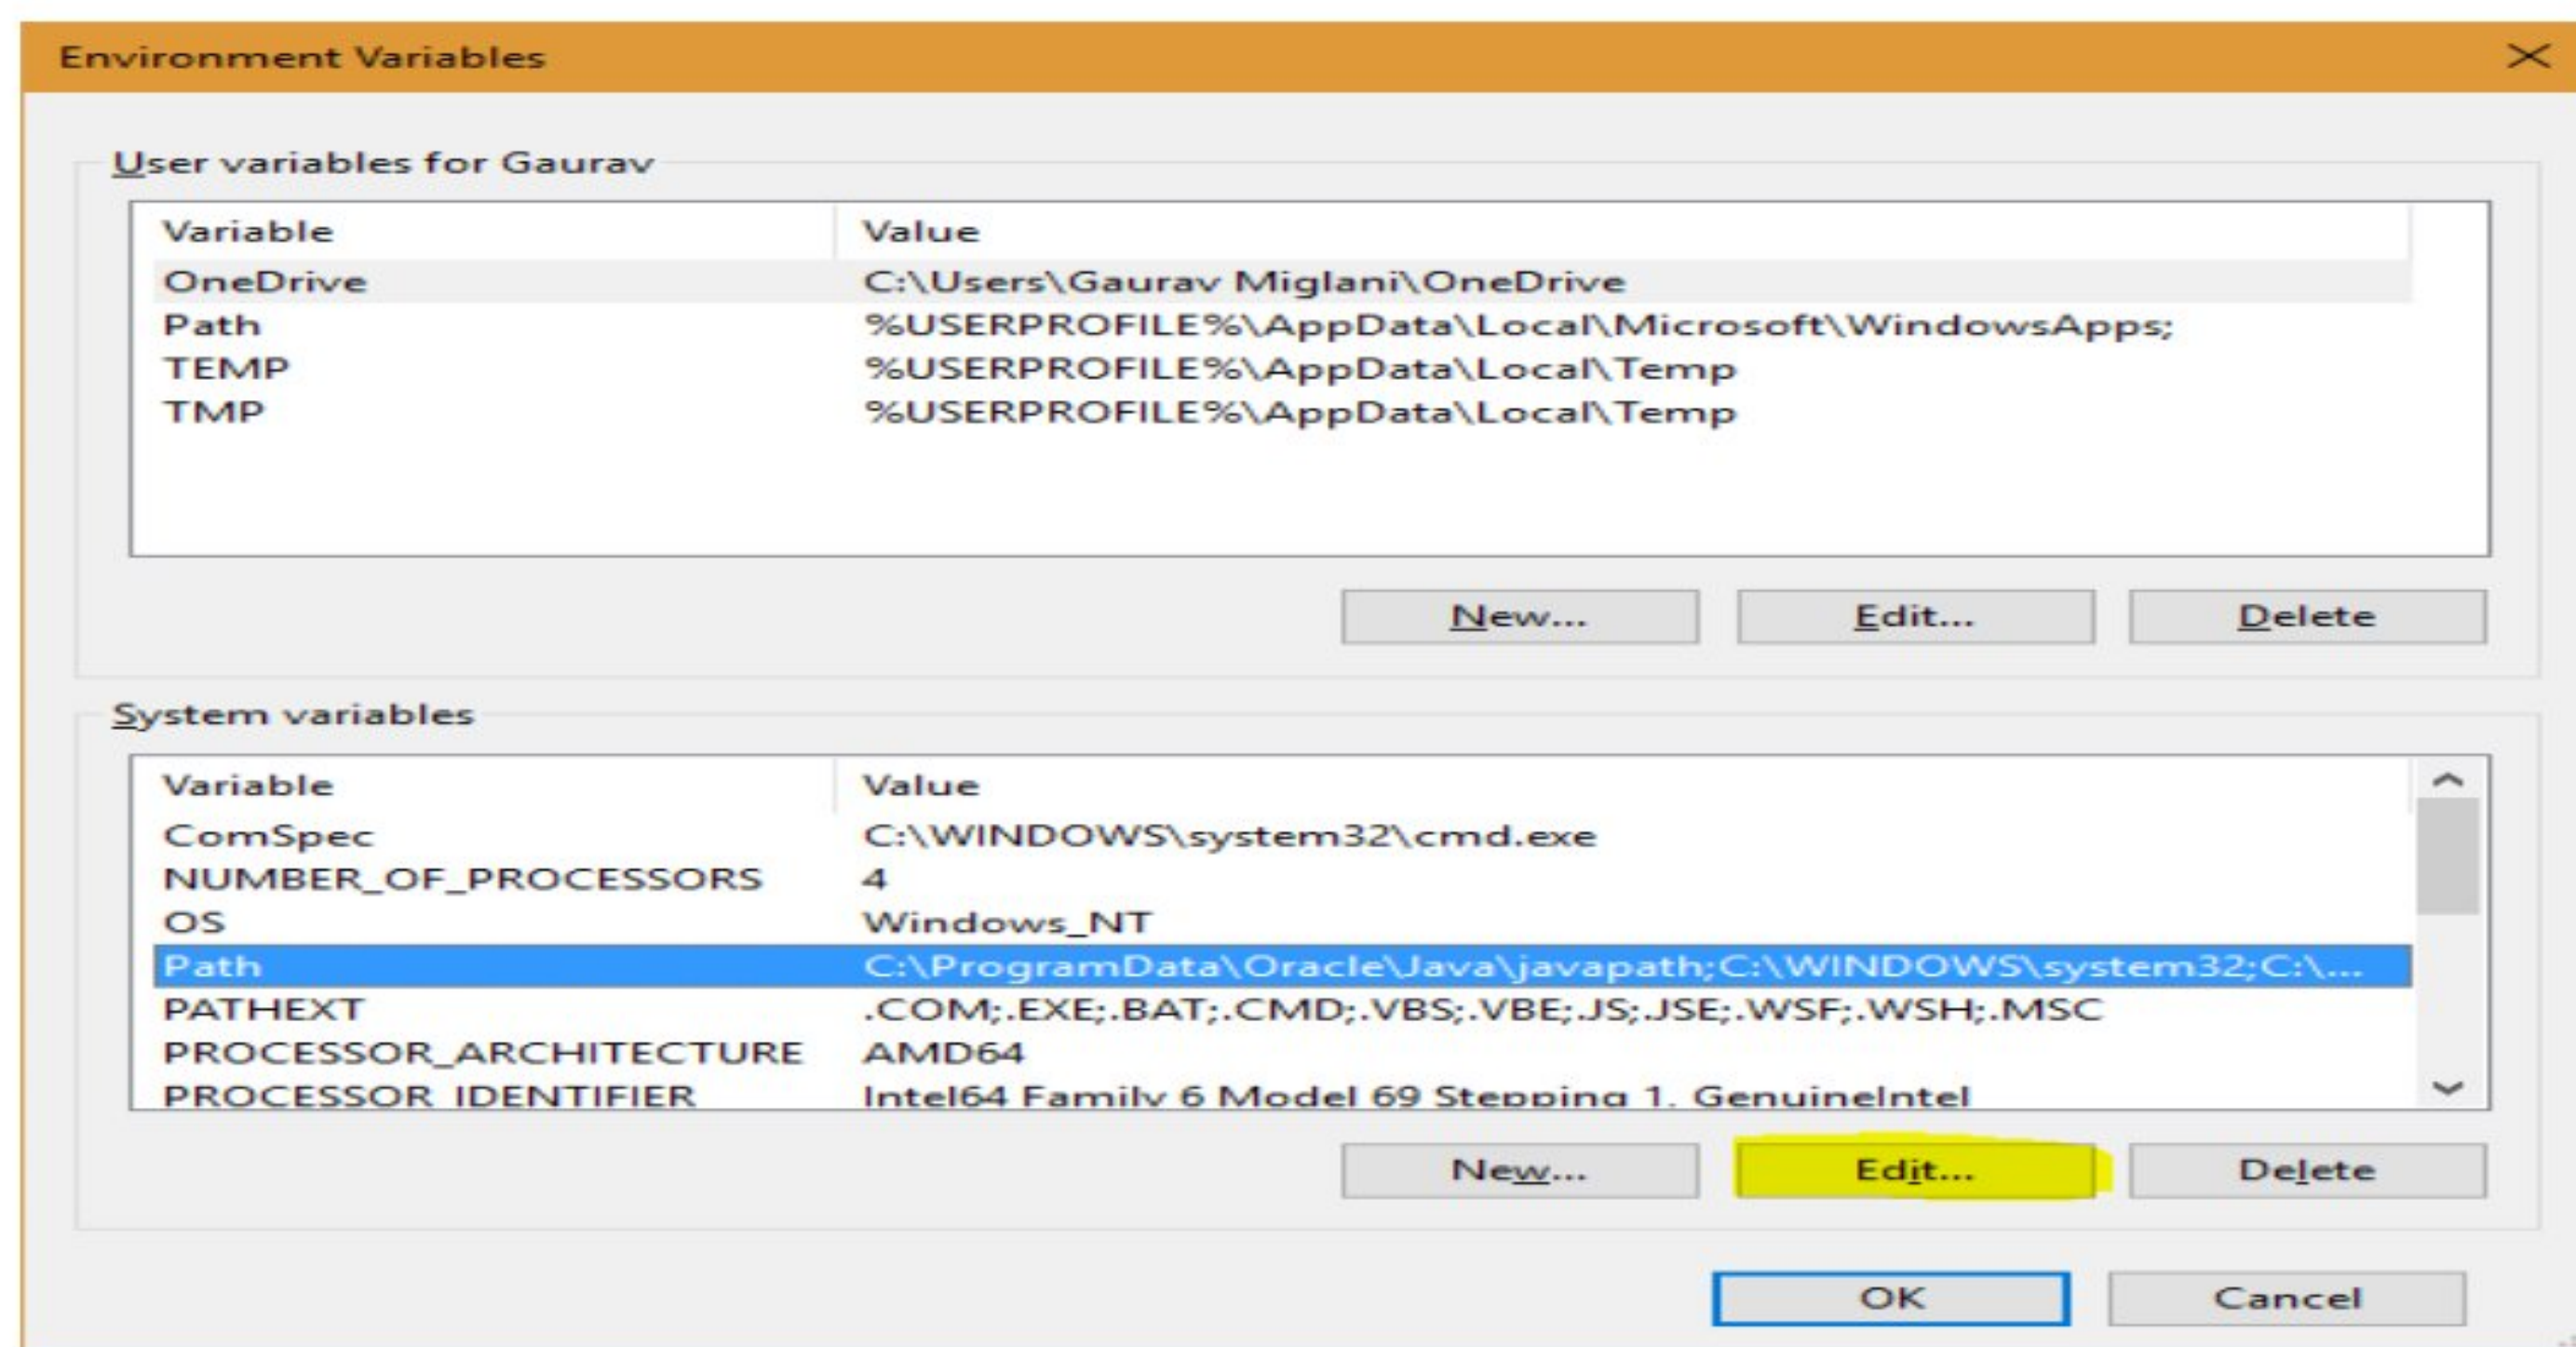 Environment Variables
User variables for Gaurav
Variable Value
OneDrive C:\Users\Gaurav Miglani\OneDrive
Path %USERPROFILE%\AppData\Local\Microsoft\WindowsApps;
TEMP %USERPROFILE%\AppData\Local\Temp
TMP %USERPROFILE%\AppData\Local\Temp
New... Edit... Delete
System variables
Variable Value
ComSpec C:\WINDOWS\system32\cmd.exe
NUMBER_OF_PROCESSORS 4
OS Windows_NT
Path C:\ProgramData\Oracle\Java\javapath;C:\WINDOWS\system32;C:\...
PATHEXT .COM;.EXE;.BAT;.CMD;.VBS;.VBE;.JS;.JSE;.WSF;.WSH;.MSC
PROCESSOR_ARCHITECTURE AMD64
PROCESSOR_IDENTIFIER Intel64 Family 6 Model 69 Stepping 1, GenuineIntel
New... Edit... Delete
OK Cancel